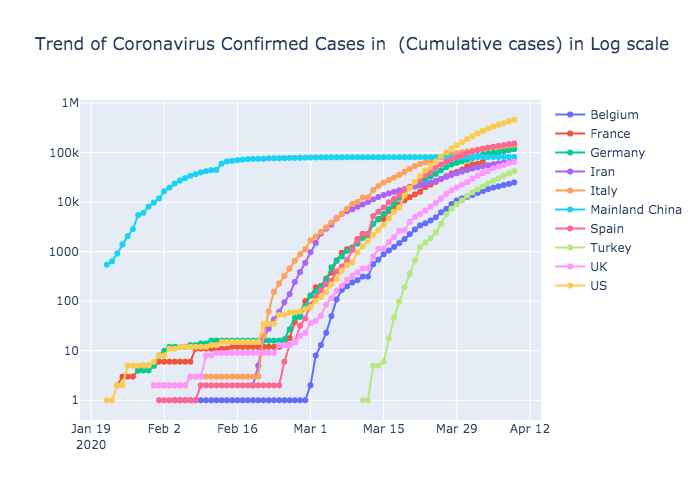 Trend of Coronavirus Confirmed Cases in  (Cumulative cases) in Log scale
1M
100k
10k
1000
100
10
1
Jan 19
2020
Feb 2
Feb 16
Mar 1
Mar 15
Mar 29
Apr 12
Belgium
France
Germany
Iran
Italy
Mainland China
Spain
Turkey
UK
US